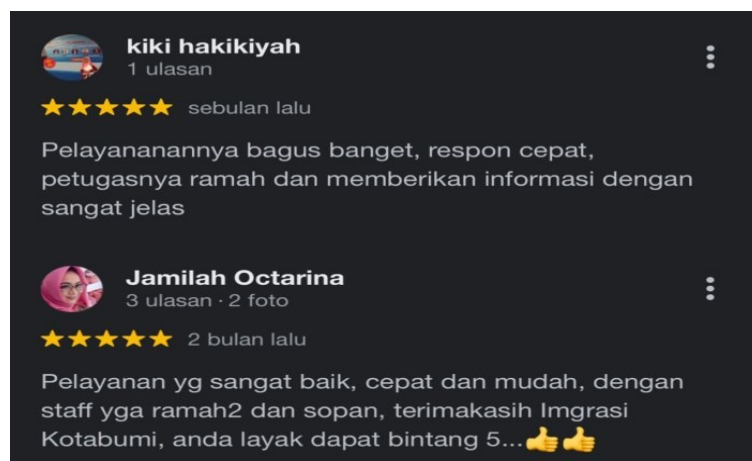 kiki hakikiyah
1 ulasan
★★★★★ sebulan lalu
Pelayananannya bagus banget, respon cepat,
petugasnya ramah dan memberikan informasi dengan
sangat jelas
Jamilah Octarina
3 ulasan · 2 foto
★★★★★ 2 bulan lalu
Pelayanan yg sangat baik, cepat dan mudah, dengan
staff yga ramah2 dan sopan, terimakasih Imgrasi
Kotabumi, anda layak dapat bintang 5...👍👍